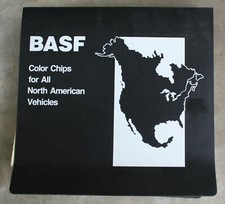 BASF
Color Chips
for All
North American
Vehicles